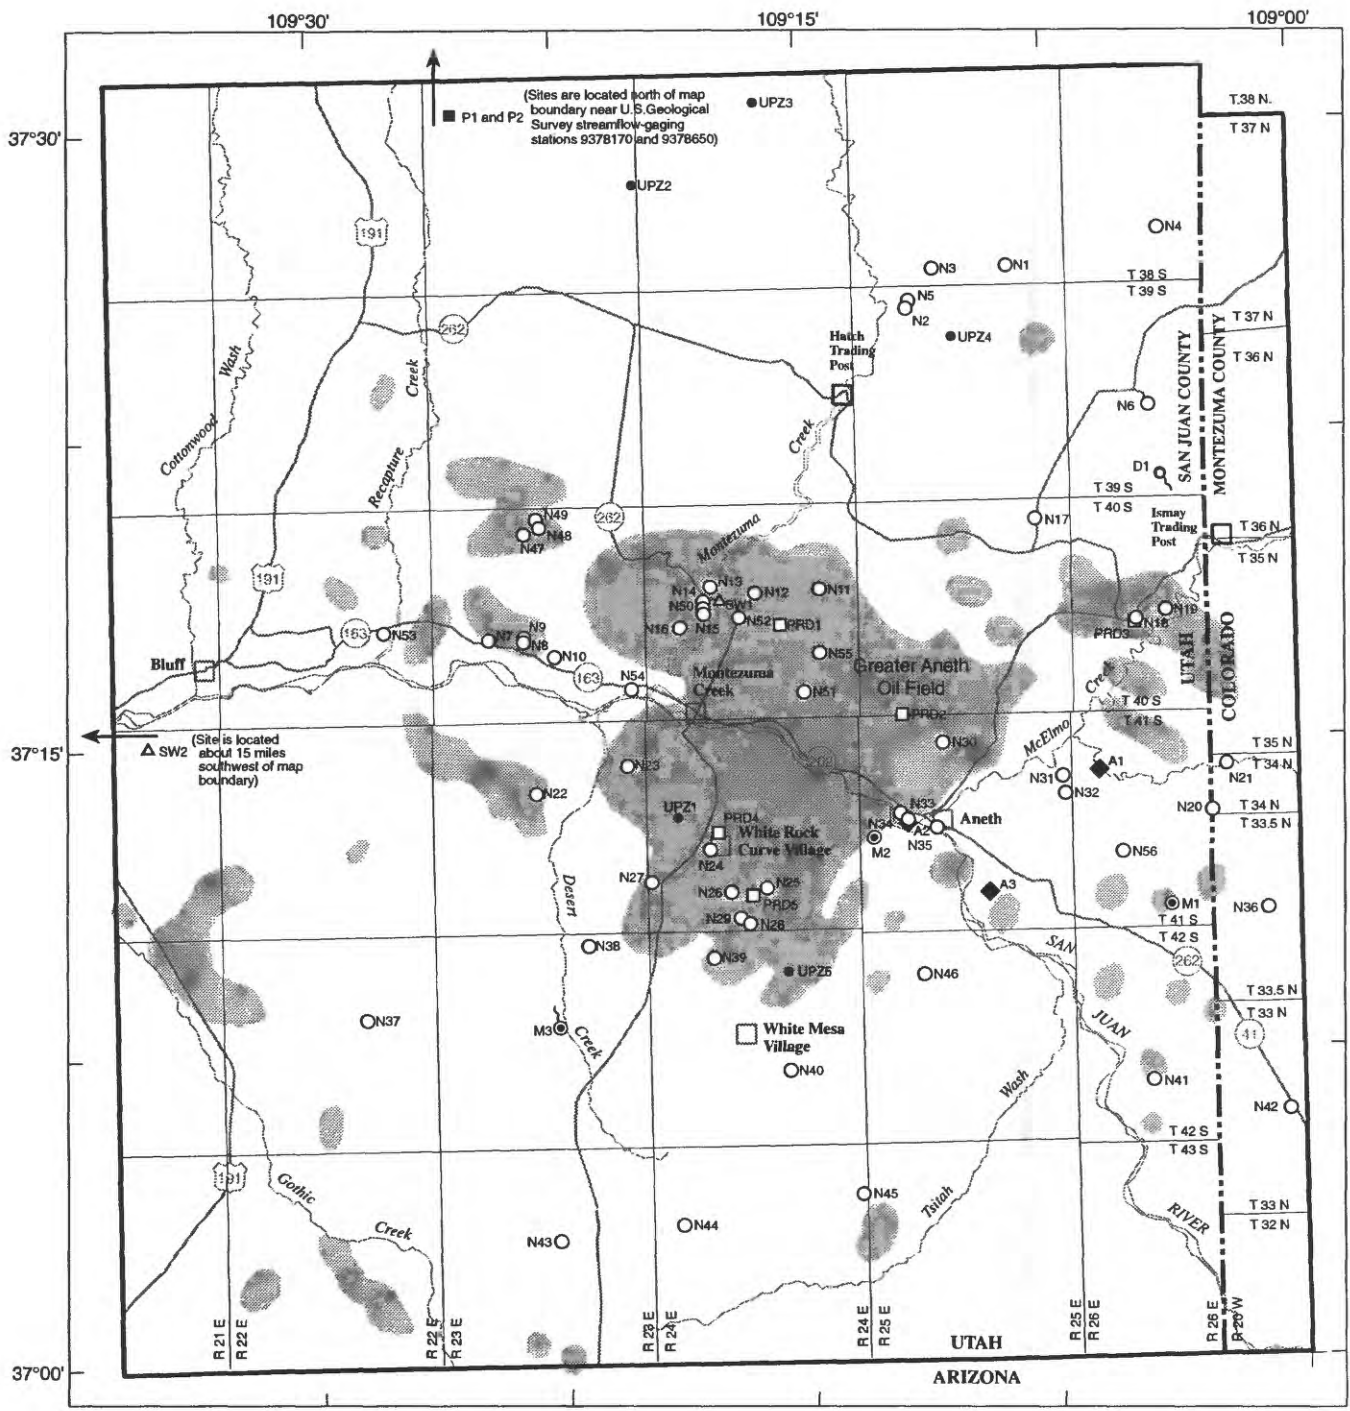 109°30'
109°15'
109°00'
37°30'
P1 and P2
(Sites are located north of map
boundary near U.S.Geological
Survey streamflow-gaging
stations 9378170 and 9378650)
UPZ3
T.38 N.
T 37 N
UPZ2
191
N4
N3
N1
T 38 S
T 39 S
N5
N2
262
UPZ4
T 37 N
T 36 N
Hatch
Trading
Post
Wash
Cottonwood
Creek
Recapture
SAN JUAN COUNTY
MONTEZUMA COUNTY
N6
Creek
Montezuma
D1
T 39 S
T 40 S
Ismay
Trading
Post
T 36 N
T 35 N
N49
N48
N47
262
N17
191
N13
N14
N12
N11
N50
SW1
N52
N15
N16
PRD1
N19
N18
PRD3
163
N53
N7
N9
N8
N10
N55
Bluff
163
N54
Montezuma
Creek
N51
Greater Aneth
Oil Field
PRD2
Creek
McElmo
UTAH
COLORADO
T 40 S
T 41 S
37°15'
SW2
(Site is located
about 15 miles
southwest of map
boundary)
N30
T 35 N
T 34 N
N23
262
N31
A1
N21
N22
N32
UPZ1
PRD4
N33
N34
A2
N35
Aneth
N20
T 34 N
T 33.5 N
White Rock
Curve Village
N24
M2
N56
N27
N26
N25
PRD5
A3
M1
N36
Desert
N29
N28
T 41 S
T 42 S
N38
N39
UPZ5
N46
SAN
262
T 33.5 N
T 33 N
N37
M3
Creek
White Mesa
Village
JUAN
41
N40
Wash
N41
N42
T 42 S
T 43 S
191
Gothic
Creek
N45
Tsitah
RIVER
T 33 N
T 32 N
N44
N43
R 21 E
R 22 E
R 22 E
R 23 E
R 23 E
R 24 E
R 24 E
R 25 E
R 25 E
R 26 E
R 26 E
R 20 W
37°00'
UTAH
ARIZONA